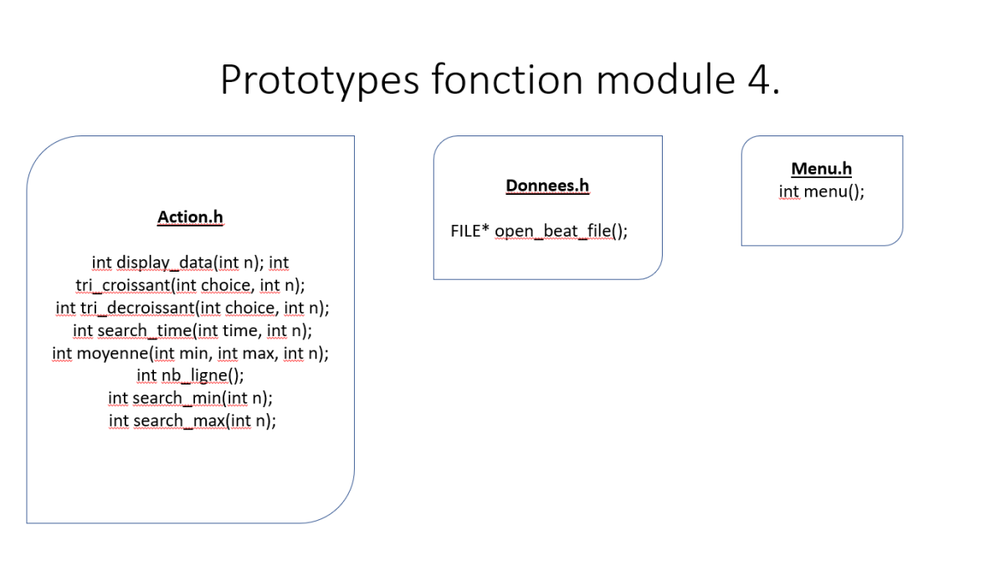 Prototypes fonction module 4.
Action.h
int display_data(int n); int
tri_croissant(int choice, int n);
int tri_decroissant(int choice, int n);
int search_time(int time, int n);
int moyenne(int min, int max, int n);
int nb_ligne();
int search_min(int n);
int search_max(int n);
Donnees.h
FILE* open_beat_file();
Menu.h
int menu();